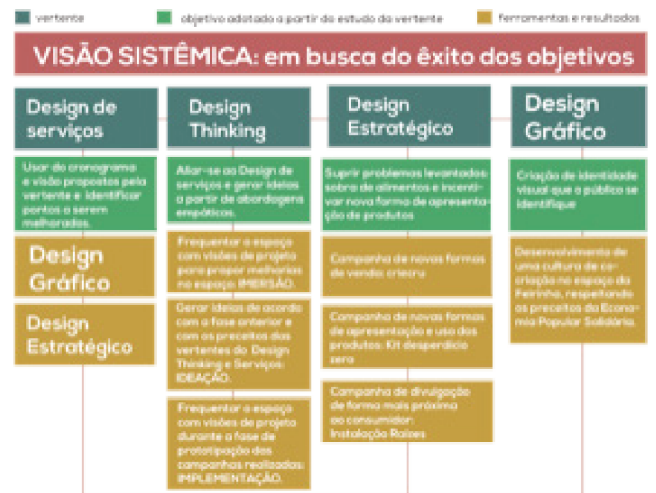 vertente
objetivo adotado a partir do estudo da vertente
ferramentas e resultados
VISÃO SISTÊMICA: em busca do êxito dos objetivos
Design de
serviços
Usar do cronograma
e visão propostos pela
vertente e identificar
pontos a serem
melhorados.
Design
Gráfico
Design
Estratégico
Design
Thinking
Aliar-se ao Design de
serviços e gerar ideias
a partir de abordagens
empáticas.
Frequentar o espaço
com visões de projeto
para propor melhorias
no espaço: IMERSÃO.
Gerar ideias de acordo
com a fase anterior e
com os preceitos das
vertentes do Design
Thinking e Serviços:
IDEAÇÃO.
Frequentar o espaço
com visões de projeto
durante a fase de
prototipação das
campanhas realizadas:
IMPLEMENTAÇÃO.
Design
Estratégico
Suprir problemas levantados:
sobra de alimentos e incenti-
var nova forma de apresenta-
ção de produtos
Campanha de novas formas
de venda: criecru
Campanha de novas formas
de apresentação e uso dos
produtos: Kit desperdício
zero
Campanha de divulgação
de forma mais próxima
ao consumidor:
Instalação Raízes
Design
Gráfico
Criação de identidade
visual que o público se
identifique
Desenvolvimento de
uma cultura de co-
criação no espaço da
Feirinha, respeitando
os preceitos da Econo-
mia Popular Solidária.